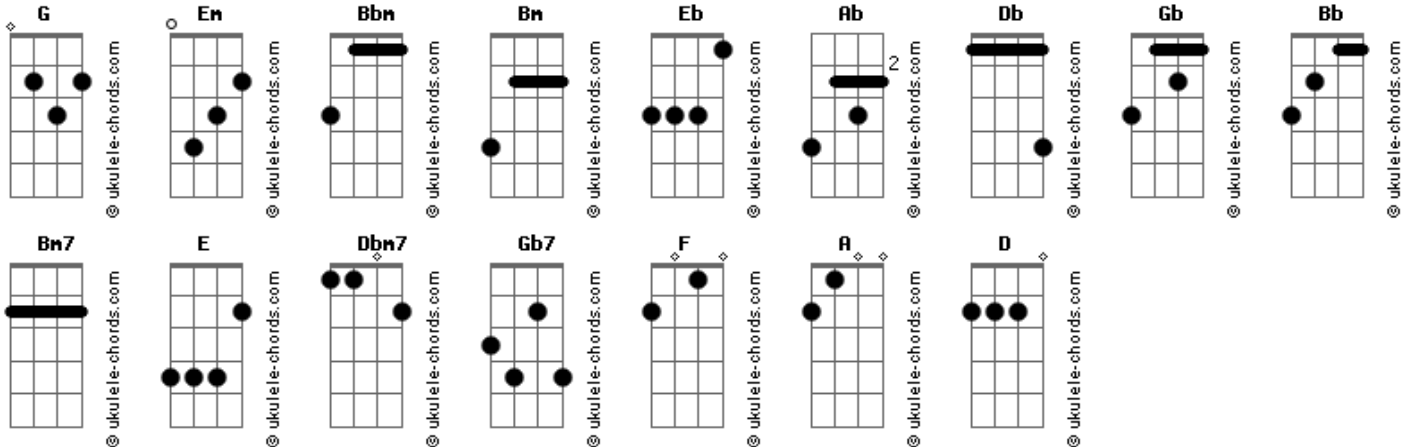 G Em Bbm Bm Eb Ab Db Gb Bb
2
© ukulele-chords.com © ukulele-chords.com © ukulele-chords.com © ukulele-chords.com © ukulele-chords.com © ukulele-chords.com © ukulele-chords.com © ukulele-chords.com © ukulele-chords.com
Bm7 E Dbm7 Gb7 F A D
© ukulele-chords.com © ukulele-chords.com © ukulele-chords.com © ukulele-chords.com © ukulele-chords.com © ukulele-chords.com © ukulele-chords.com